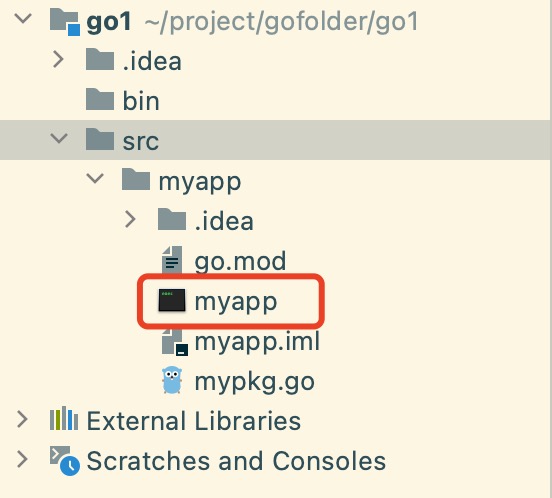 go1 ~/project/gofolder/go1
.idea
bin
src
myapp
.idea
go.mod
myapp
myapp.iml
mypkg.go
External Libraries
Scratches and Consoles